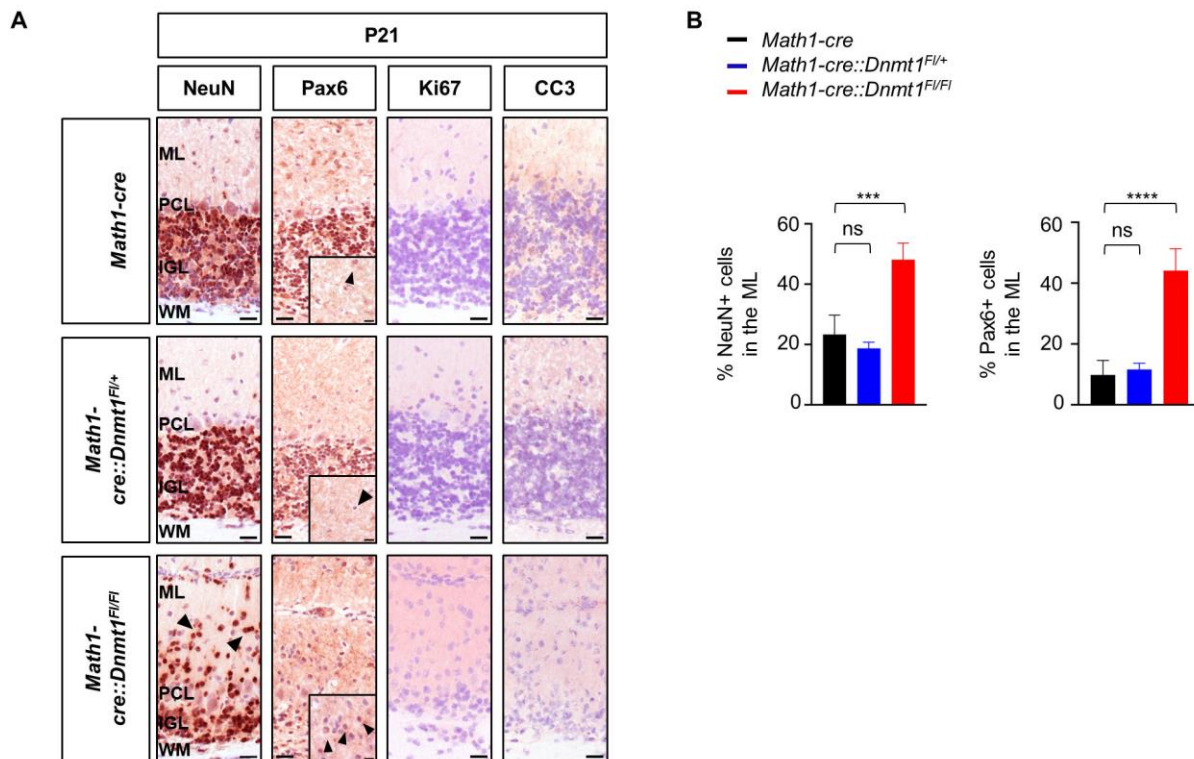 A
P21
NeuN
Pax6
Ki67
CC3
Math1-cre
ML
PCL
IGL
WM
Math1-
cre::Dnmt1Fl/+
ML
PCL
IGL
WM
Math1-
cre::Dnmt1Fl/Fl
ML
PCL
IGL
WM
B
Math1-cre
Math1-cre::Dnmt1Fl/+
Math1-cre::Dnmt1Fl/Fl
% NeuN+ cells
in the ML
60
40
20
0
ns
***
% Pax6+ cells
in the ML
60
40
20
0
ns
****